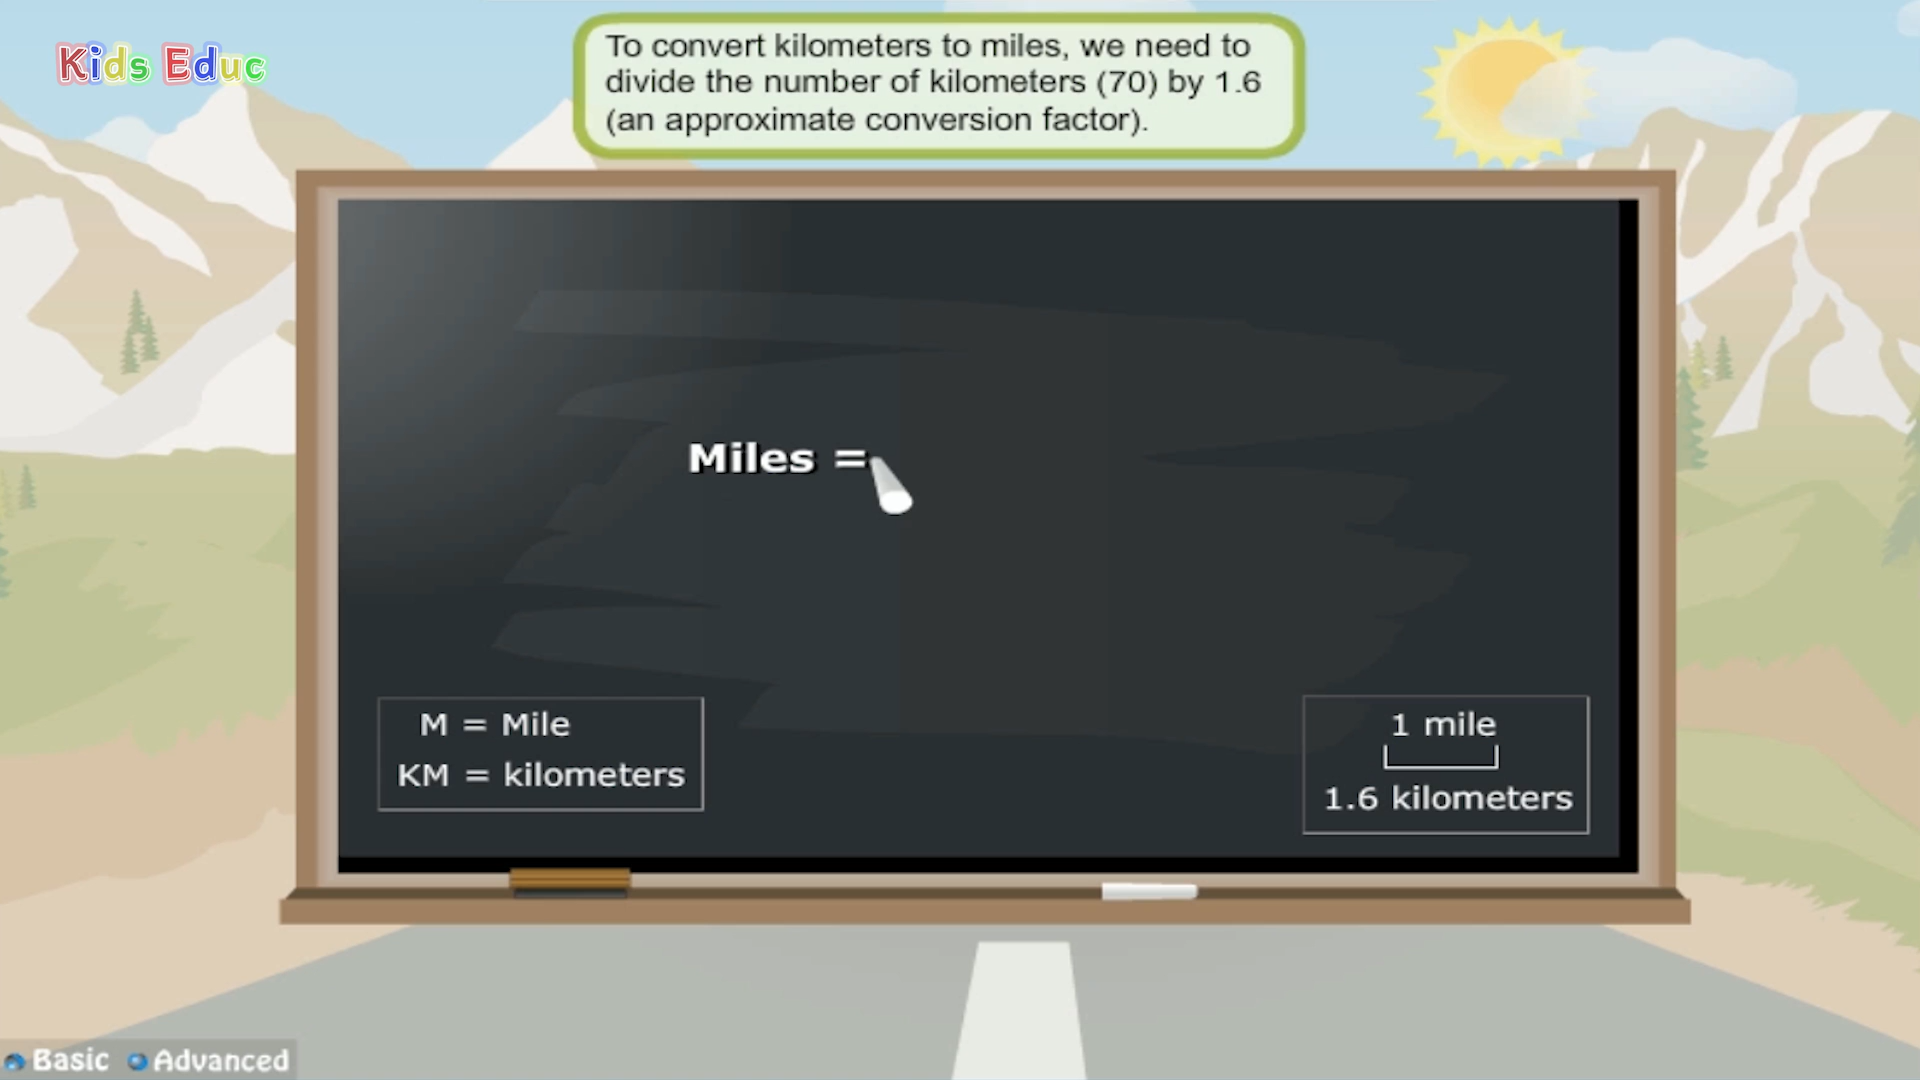 Kids Educ
To convert kilometers to miles, we need to
divide the number of kilometers (70) by 1.6
(an approximate conversion factor).
Miles =
M = Mile
KM = kilometers
1 mile
1.6 kilometers
Basic Advanced